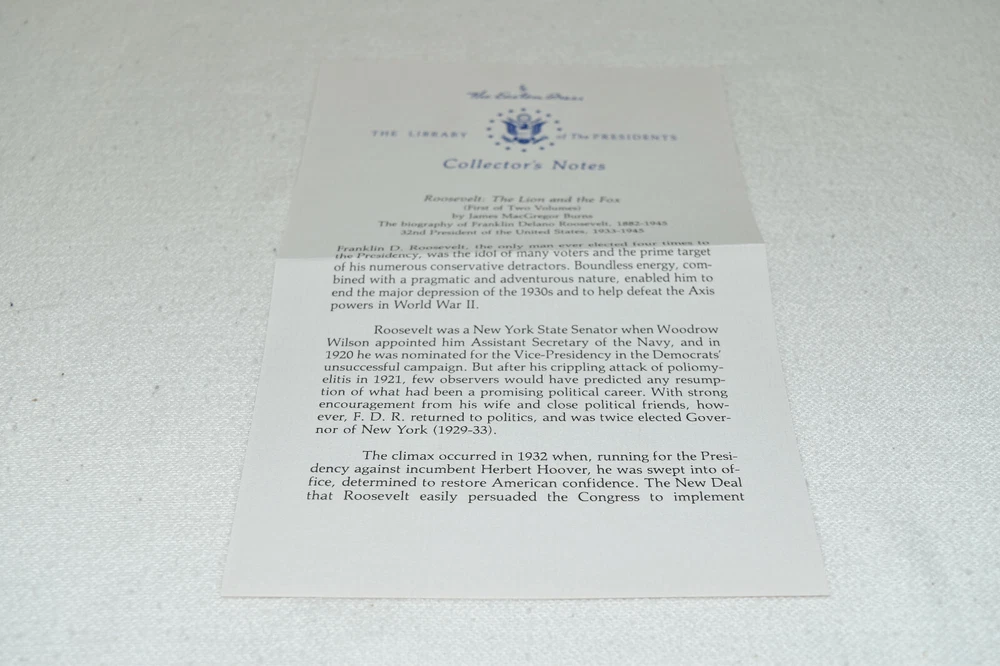 The Easton Press
THE LIBRARY of The PRESIDENTS
Collector's Notes
Roosevelt: The Lion and the Fox
(First of Two Volumes)
by James MacGregor Burns
The biography of Franklin Delano Roosevelt, 1882-1945
32nd President of the United States, 1933-1945
Franklin D. Roosevelt, the only man ever elected four times to
the Presidency, was the idol of many voters and the prime target
of his numerous conservative detractors. Boundless energy, com-
bined with a pragmatic and adventurous nature, enabled him to
end the major depression of the 1930s and to help defeat the Axis
powers in World War II.
Roosevelt was a New York State Senator when Woodrow
Wilson appointed him Assistant Secretary of the Navy, and in
1920 he was nominated for the Vice-Presidency in the Democrats'
unsuccessful campaign. But after his crippling attack of poliomy-
elitis in 1921, few observers would have predicted any resump-
tion of what had been a promising political career. With strong
encouragement from his wife and close political friends, how-
ever, F. D. R. returned to politics, and was twice elected Gover-
nor of New York (1929-33).
The climax occurred in 1932 when, running for the Presi-
dency against incumbent Herbert Hoover, he was swept into of-
fice, determined to restore American confidence. The New Deal
that Roosevelt easily persuaded the Congress to implement